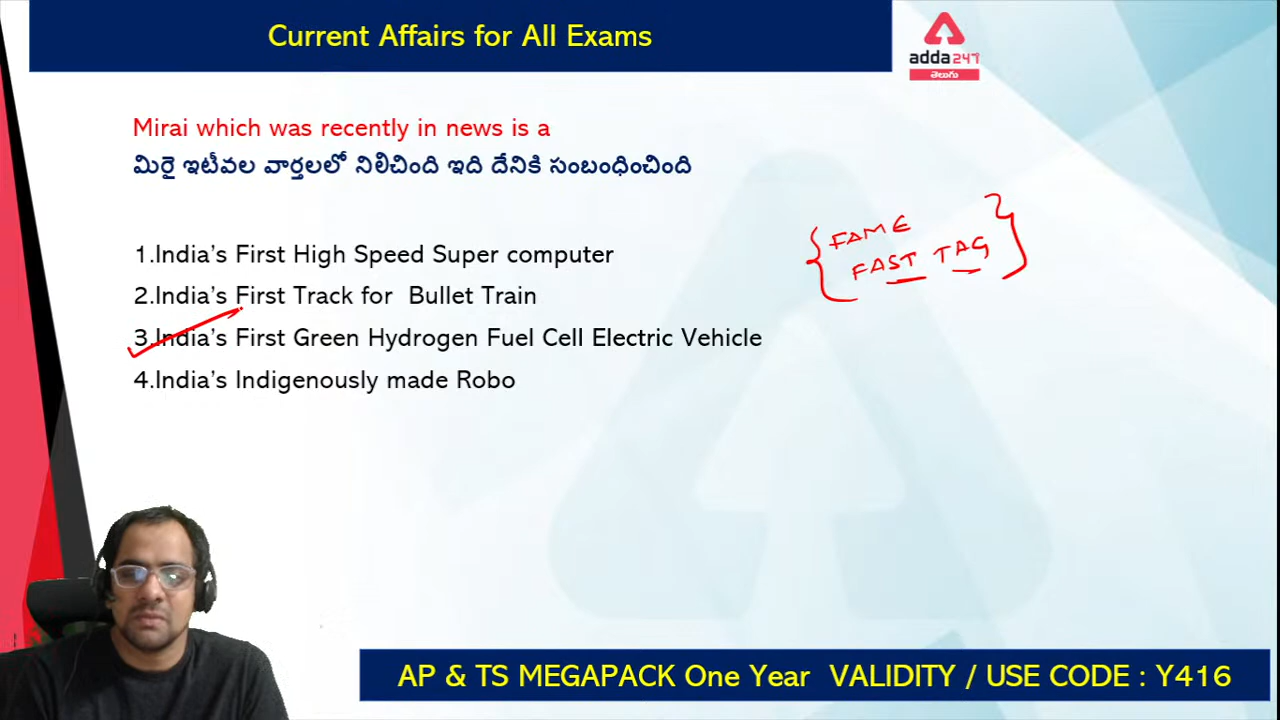 Current Affairs for All Exams
adda247
తెలుగు
Mirai which was recently in news is a
మిరై ఇటీవల వార్తలలో నిలిచింది ఇది దేనికి సంబంధించింది
1.India's First High Speed Super computer
2.India's First Track for Bullet Train
3.India's First Green Hydrogen Fuel Cell Electric Vehicle
4.India's Indigenously made Robo
FAME
FAST TAG
AP & TS MEGAPACK One Year VALIDITY / USE CODE : Y416